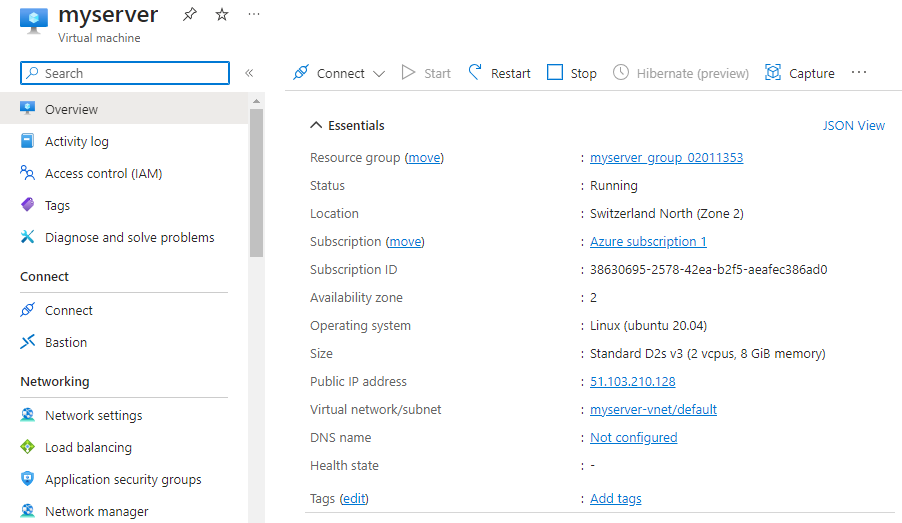 myserver
Virtual machine
Search
Overview
Activity log
Access control (IAM)
Tags
Diagnose and solve problems
Connect
Connect
Bastion
Networking
Network settings
Load balancing
Application security groups
Network manager
Connect Start Restart Stop Hibernate (preview) Capture
Essentials JSON View
Resource group (move) : myserver_group_02011353
Status : Running
Location : Switzerland North (Zone 2)
Subscription (move) : Azure subscription 1
Subscription ID : 38630695-2578-42ea-b2f5-aeafec386ad0
Availability zone : 2
Operating system : Linux (ubuntu 20.04)
Size : Standard D2s v3 (2 vcpus, 8 GiB memory)
Public IP address : 51.103.210.128
Virtual network/subnet : myserver-vnet/default
DNS name : Not configured
Health state : -
Tags (edit) : Add tags